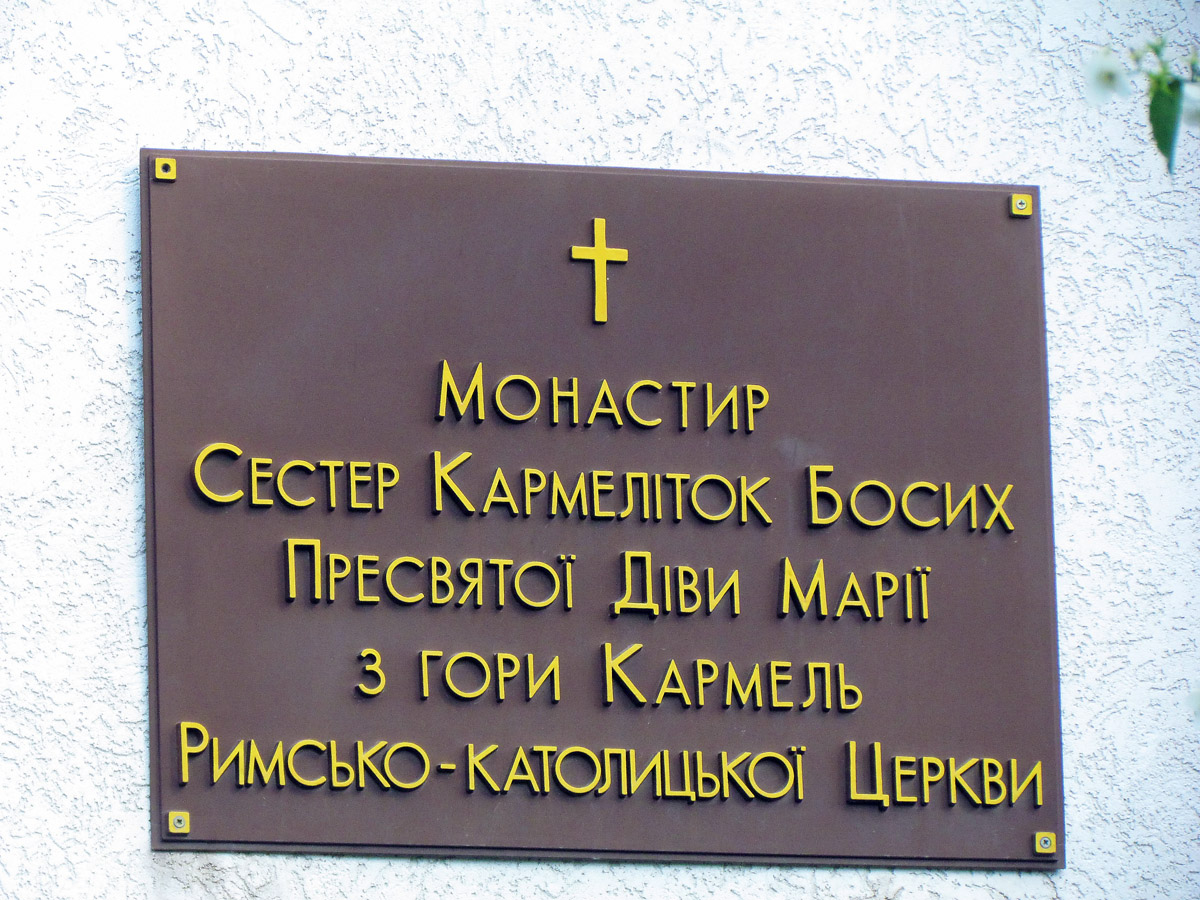 Монастир
Сестер Кармеліток Босих
Пресвятої Діви Марії
з гори Кармель
Римсько-католицької Церкви